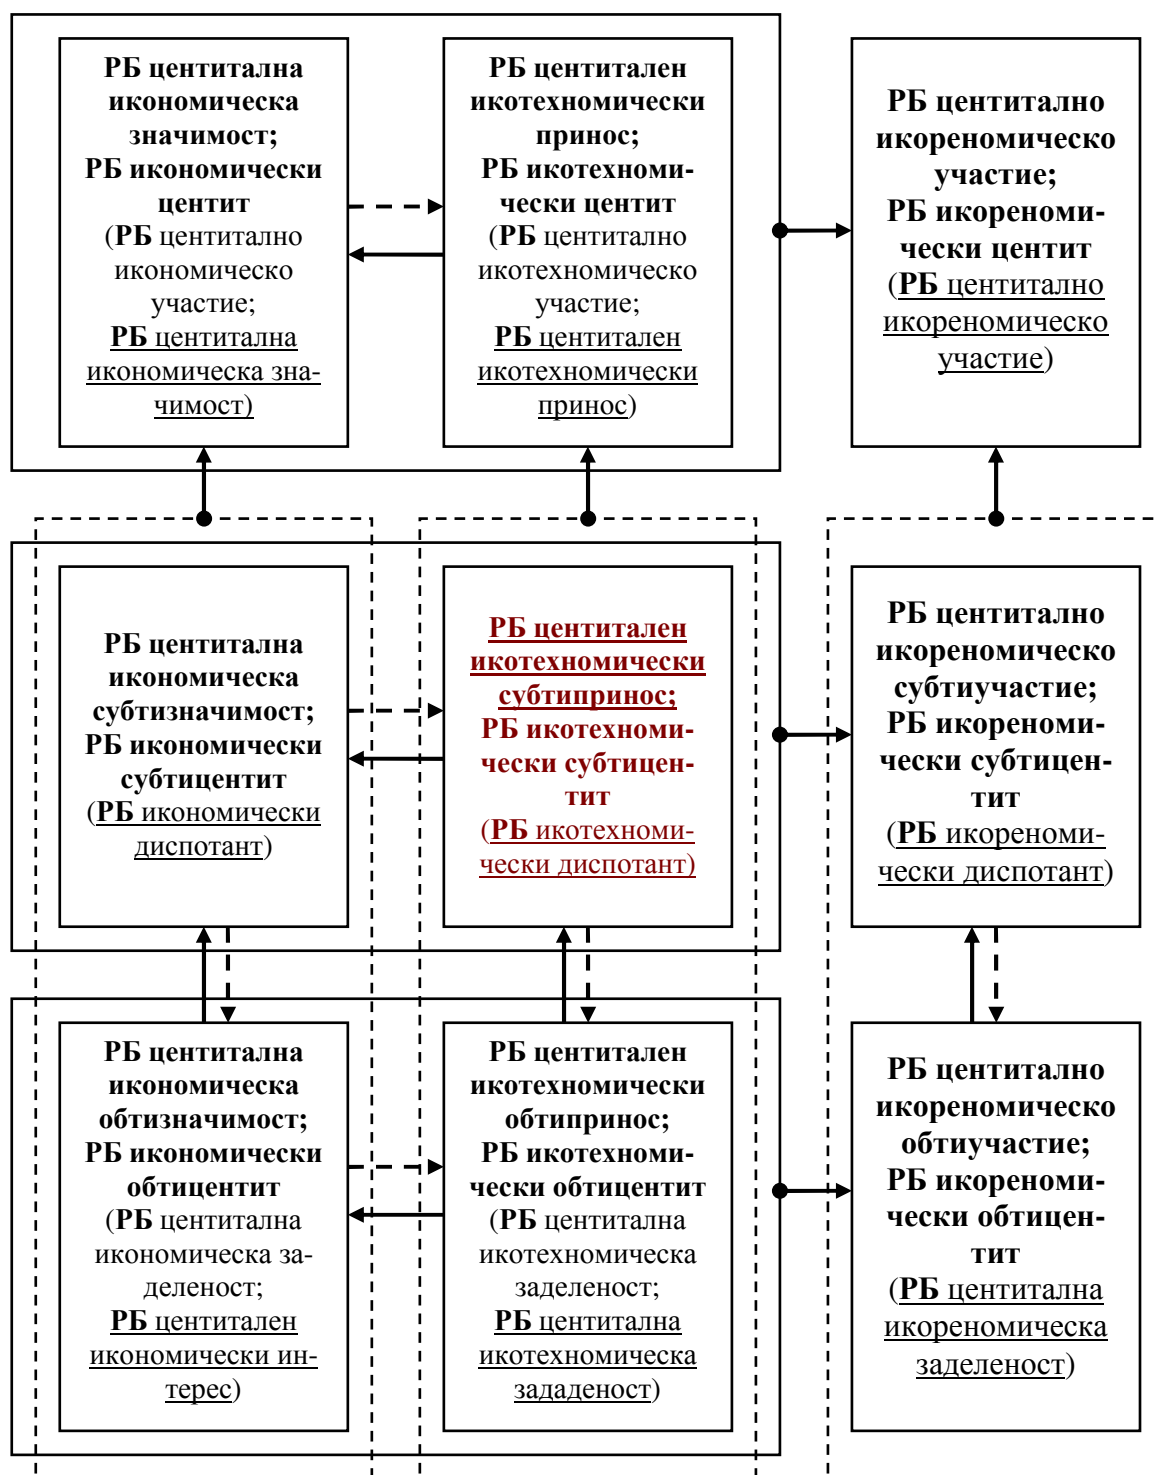 РБ центитална
икономическа
значимост;
РБ икономически
центит
(РБ центитално
икономическо
участие;
РБ центитална
икономическа зна-
чимост)
РБ центитален
икотехномически
принос;
РБ икотехноми-
чески центит
(РБ центитално
икотехномическо
участие;
РБ центитален
икотехномически
принос)
РБ центитално
икореномическо
участие;
РБ икореноми-
чески центит
(РБ центитално
икореномическо
участие)
РБ центитална
икономическа
субтизначимост;
РБ икономически
субтицентит
(РБ икономически
диспотант)
РБ центитален
икотехномически
субтипринос;
РБ икотехноми-
чески субтицен-
тит
(РБ икотехноми-
чески диспотант)
РБ центитално
икореномическо
субтиучастие;
РБ икореноми-
чески субтицен-
тит
(РБ икореноми-
чески диспотант)
РБ центитална
икономическа
обтизначимост;
РБ икономически
обтицентит
(РБ центитална
икономическа за-
деленост;
РБ центитален
икономически ин-
терес)
РБ центитален
икотехномически
обтипринос;
РБ икотехноми-
чески обтицентит
(РБ центитална
икотехномическа
заделеност;
РБ центитална
икотехномическа
зададеност)
РБ центитално
икореномическо
обтиучастие;
РБ икореноми-
чески обтицен-
тит
(РБ центитална
икореномическа
заделеност)